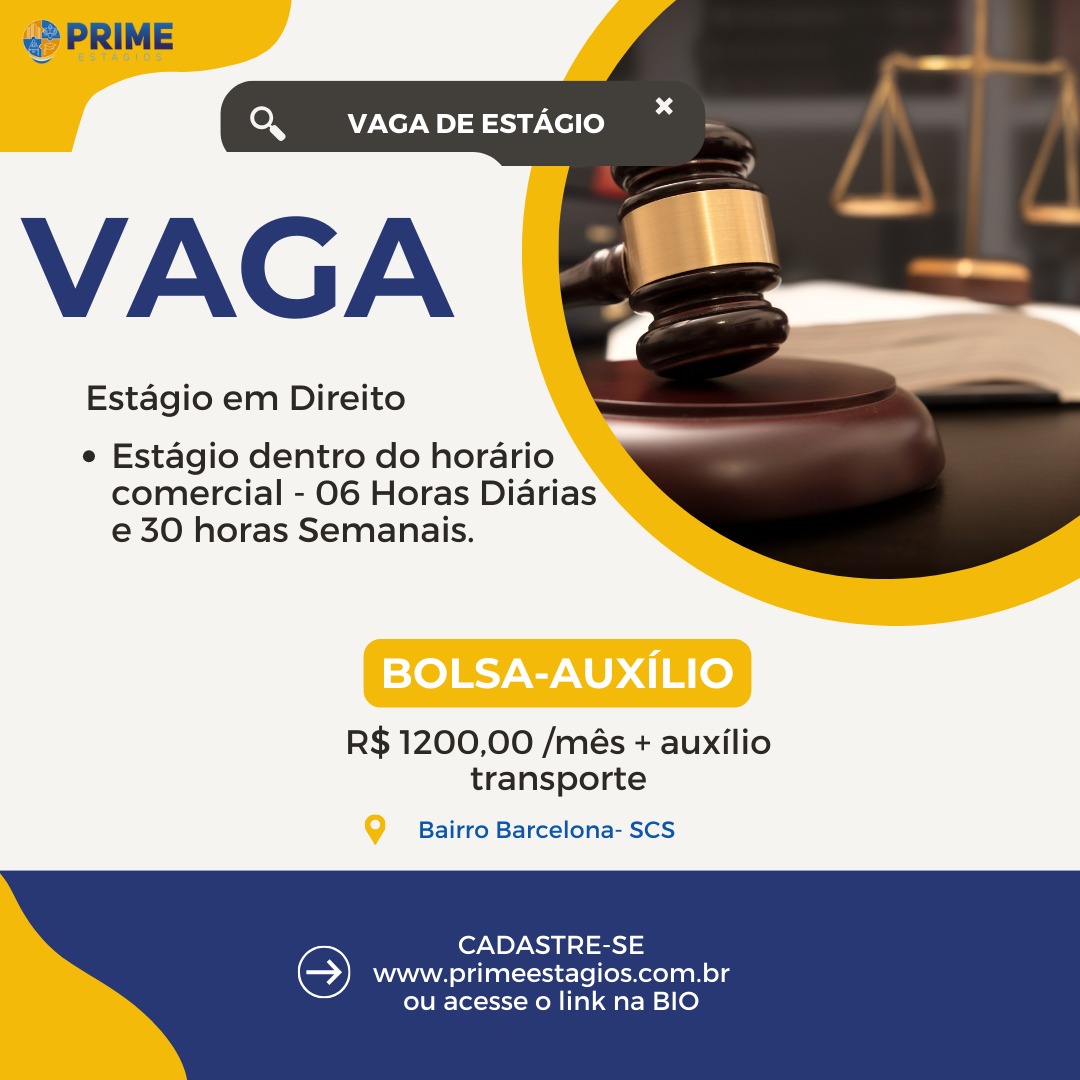 PRIME
ESTÁGIOS
VAGA DE ESTÁGIO
VAGA
Estágio em Direito
• Estágio dentro do horário
comercial - 06 Horas Diárias
e 30 horas Semanais.
BOLSA-AUXÍLIO
R$ 1200,00 /mês + auxílio
transporte
Bairro Barcelona- SCS
CADASTRE-SE
www.primeestagios.com.br
ou acesse o link na BIO